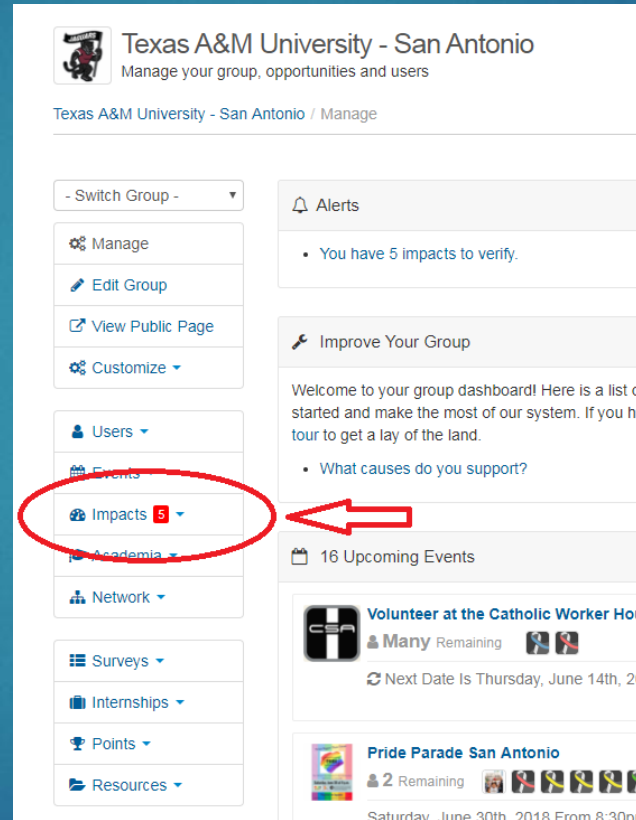 Texas A&M University - San Antonio
Manage your group, opportunities and users
Texas A&M University - San Antonio / Manage
- Switch Group -
Manage
Edit Group
View Public Page
Customize
Users
Events
Impacts 5
Academia
Network
Surveys
Internships
Points
Resources
Alerts
You have 5 impacts to verify.
Improve Your Group
Welcome to your group dashboard! Here is a list
started and make the most of our system. If you
tour to get a lay of the land.
What causes do you support?
16 Upcoming Events
CSA
Volunteer at the Catholic Worker
Many Remaining
Next Date Is Thursday, June 14th,
Pride Parade San Antonio
2 Remaining
Saturday, June 30th, 2018 From 8:30